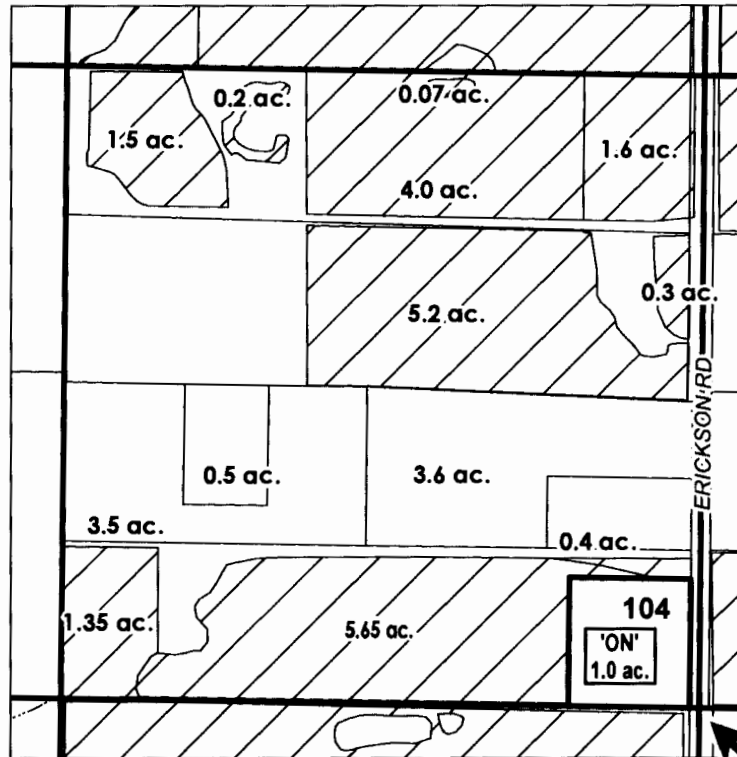 0.2 ac.
0.07 ac.
1.5 ac.
1.6 ac.
4.0 ac.
0.3 ac.
5.2 ac.
ERICKSON RD
0.5 ac.
3.6 ac.
3.5 ac.
0.4 ac.
104
1.35 ac.
5.65 ac.
'ON'
1.0 ac.